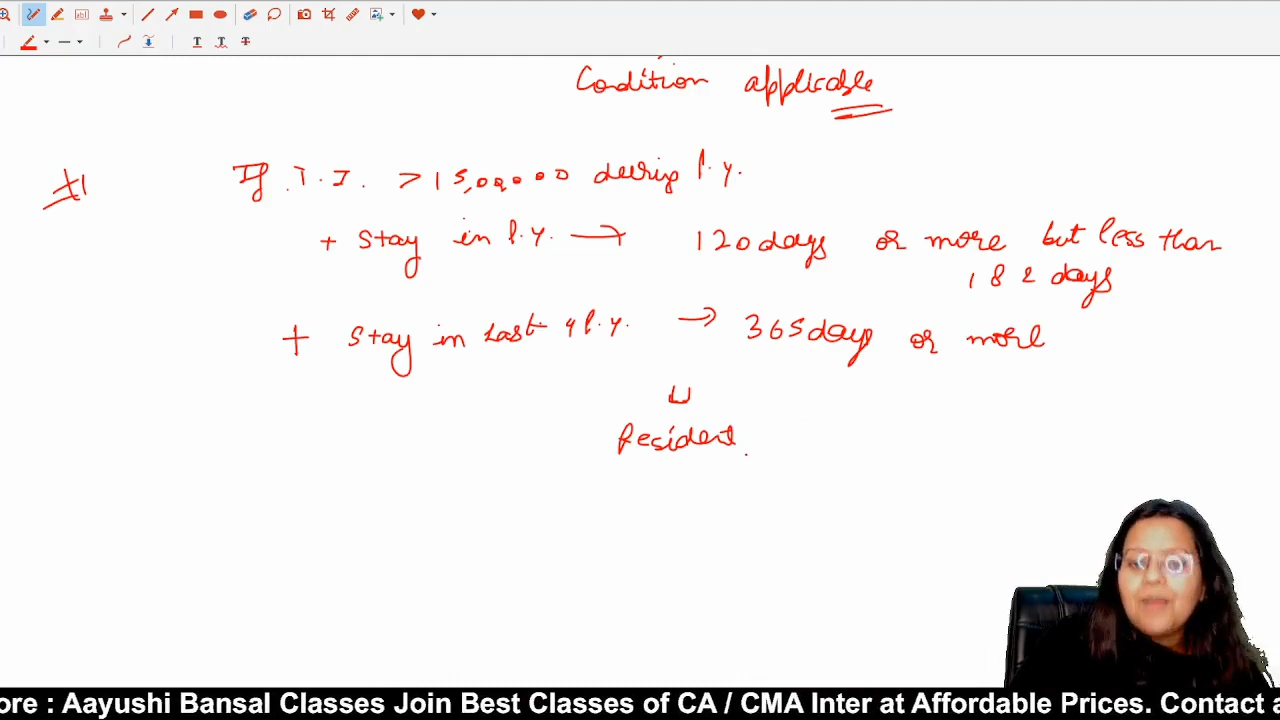 Condition applicable
If T.I. > 15,00,000 during P.Y.
+ Stay in P.Y. → 120 days or more but less than
182 days
+ Stay in last 4 P.Y. → 365 days or more
Resident
ore : Aayushi Bansal Classes Join Best Classes of CA / CMA Inter at Affordable Prices. Contact a